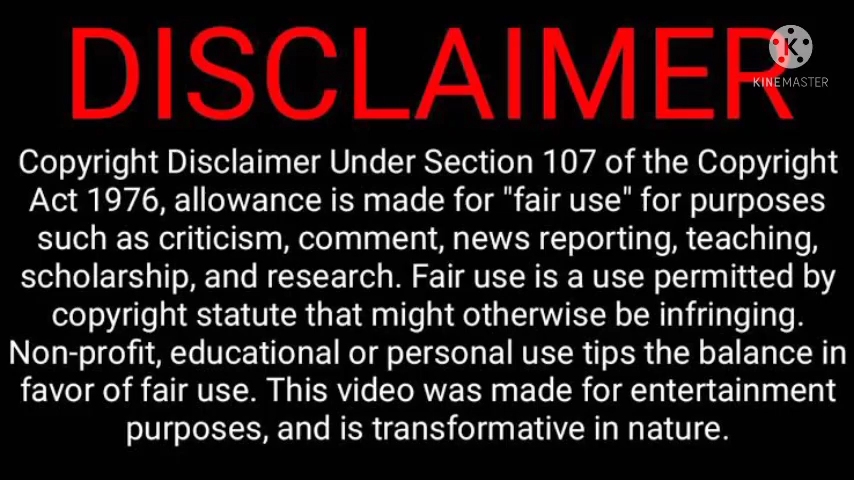 DISCLAIMER
K
KINEMASTER
Copyright Disclaimer Under Section 107 of the Copyright
Act 1976, allowance is made for "fair use" for purposes
such as criticism, comment, news reporting, teaching,
scholarship, and research. Fair use is a use permitted by
copyright statute that might otherwise be infringing.
Non-profit, educational or personal use tips the balance in
favor of fair use. This video was made for entertainment
purposes, and is transformative in nature.